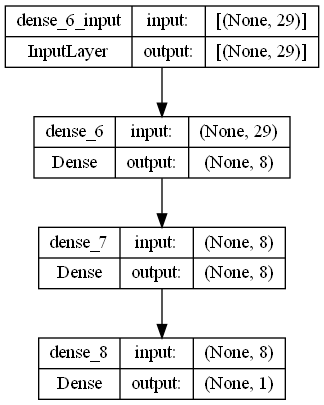 dense_6_input input: [(None, 29)]
InputLayer output: [(None, 29)]
dense_6 input: (None, 29)
Dense output: (None, 8)
dense_7 input: (None, 8)
Dense output: (None, 8)
dense_8 input: (None, 8)
Dense output: (None, 1)